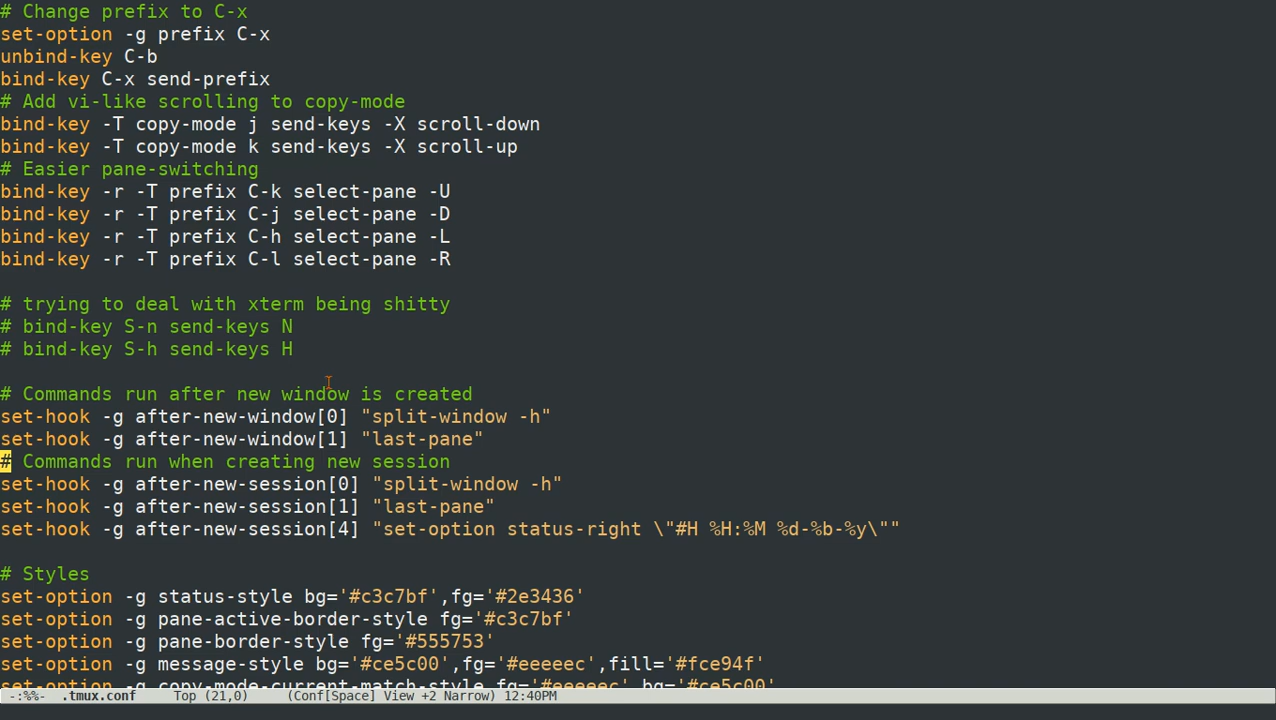 # Change prefix to C-x
set-option -g prefix C-x
unbind-key C-b
bind-key C-x send-prefix
# Add vi-like scrolling to copy-mode
bind-key -T copy-mode j send-keys -X scroll-down
bind-key -T copy-mode k send-keys -X scroll-up
# Easier pane-switching
bind-key -r -T prefix C-k select-pane -U
bind-key -r -T prefix C-j select-pane -D
bind-key -r -T prefix C-h select-pane -L
bind-key -r -T prefix C-l select-pane -R
# trying to deal with xterm being shitty
# bind-key S-n send-keys N
# bind-key S-h send-keys H
# Commands run after new window is created
set-hook -g after-new-window[0] "split-window -h"
set-hook -g after-new-window[1] "last-pane"
# Commands run when creating new session
set-hook -g after-new-session[0] "split-window -h"
set-hook -g after-new-session[1] "last-pane"
set-hook -g after-new-session[4] "set-option status-right \"#H %H:%M %d-%b-%y\""
# Styles
set-option -g status-style bg='#c3c7bf',fg='#2e3436'
set-option -g pane-active-border-style fg='#c3c7bf'
set-option -g pane-border-style fg='#555753'
set-option -g message-style bg='#ce5c00',fg='#eeeeec',fill='#fce94f'
set-option -g copy-mode-current-match-style fg='#eeeeec',bg='#ce5c00'
-:%%- .tmux.conf Top (21,0) (Conf[Space] View +2 Narrow) 12:40PM